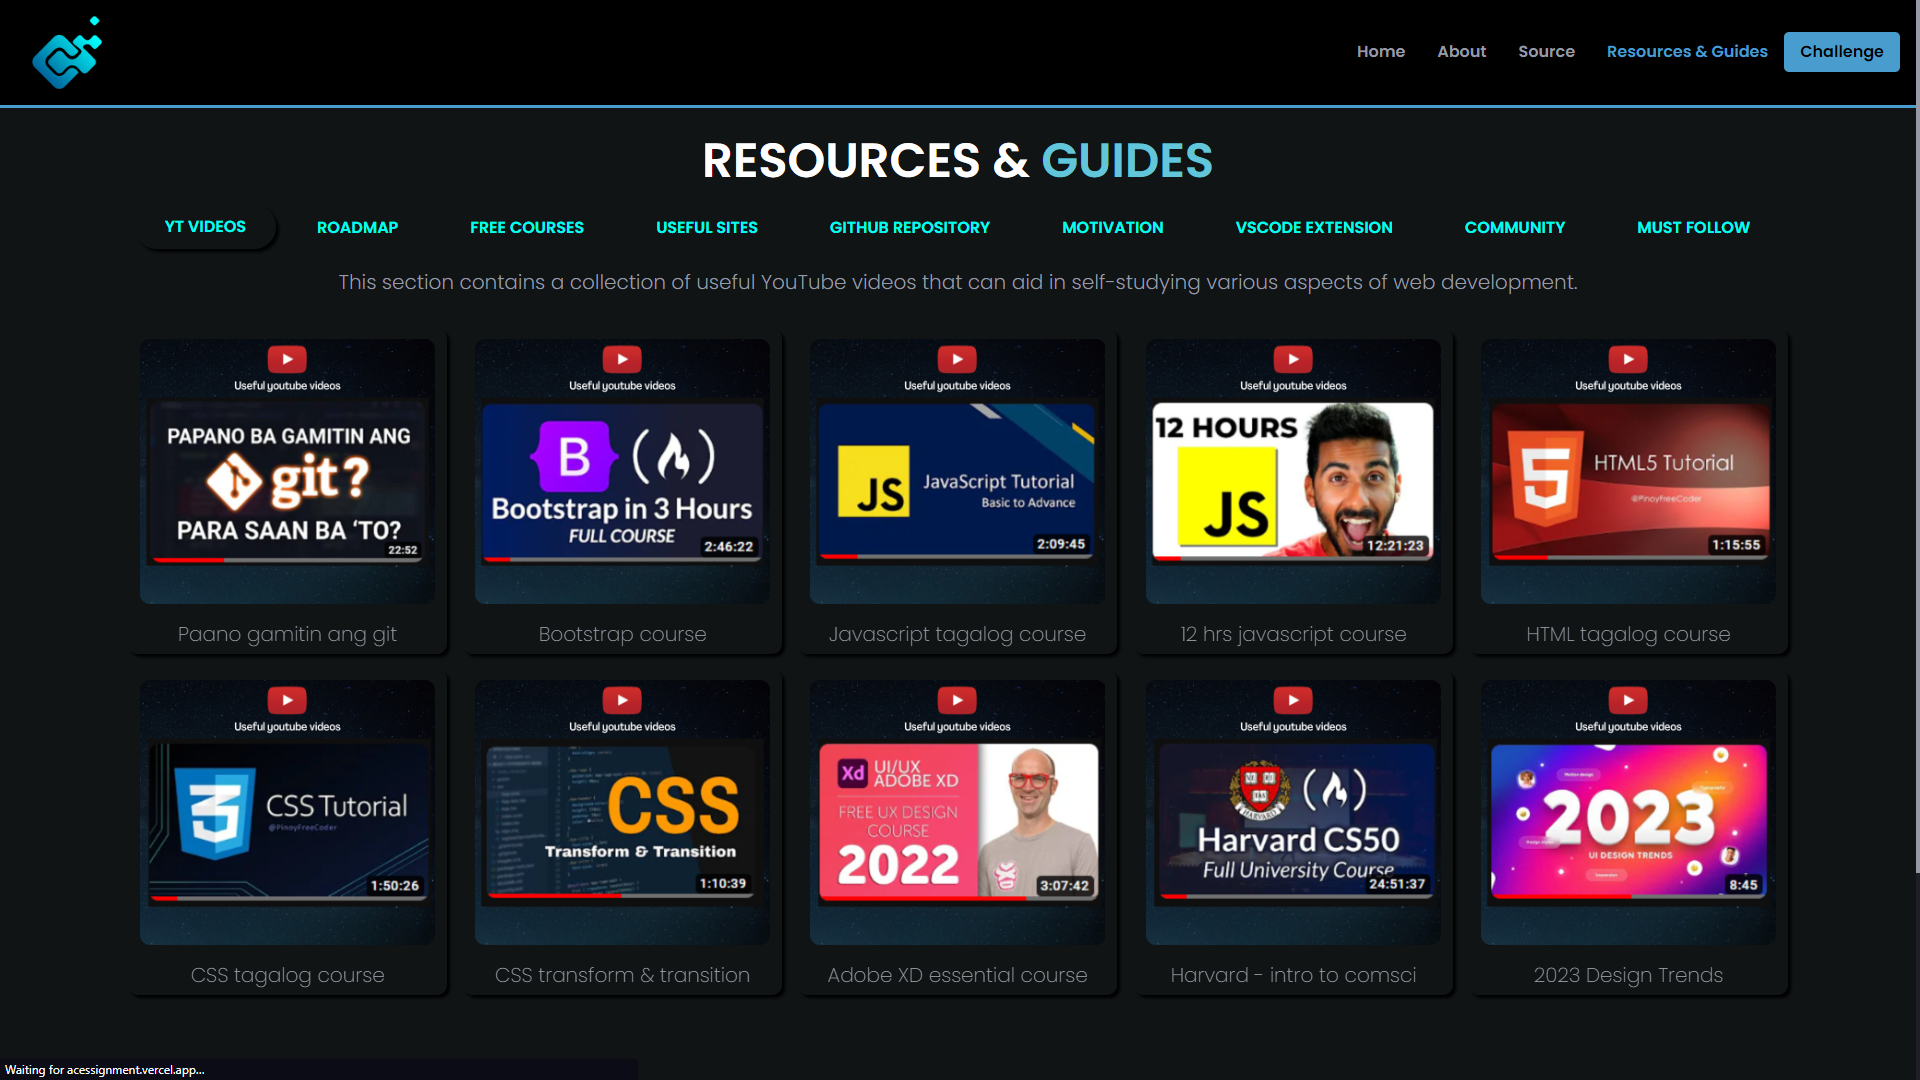 Home About Source Resources & Guides Challenge
RESOURCES & GUIDES
YT VIDEOS ROADMAP FREE COURSES USEFUL SITES GITHUB REPOSITORY MOTIVATION VSCODE EXTENSION COMMUNITY MUST FOLLOW
This section contains a collection of useful YouTube videos that can aid in self-studying various aspects of web development.
Useful youtube videos
PAPANO BA GAMITIN ANG
git?
PARA SAAN BA ‘TO?
22:52
Paano gamitin ang git
Useful youtube videos
B
Bootstrap in 3 Hours
FULL COURSE
2:46:22
Bootstrap course
Useful youtube videos
JS
JavaScript Tutorial
Basic to Advance
2:09:45
Javascript tagalog course
Useful youtube videos
12 HOURS
JS
12:21:23
12 hrs javascript course
Useful youtube videos
5
HTML5 Tutorial
@PinoyFreeCoder
1:15:55
HTML tagalog course
Useful youtube videos
3
CSS Tutorial
@PinoyFreeCoder
1:50:26
CSS tagalog course
Useful youtube videos
CSS
Transform & Transition
1:10:39
CSS transform & transition
Useful youtube videos
Xd
UI/UX
ADOBE XD
FREE UX DESIGN
COURSE
2022
3:07:42
Adobe XD essential course
Useful youtube videos
Harvard CS50
Full University Course
24:51:37
Harvard - intro to comsci
Useful youtube videos
2023
UI DESIGN TRENDS
8:45
2023 Design Trends
Waiting for acessignment.vercel.app...